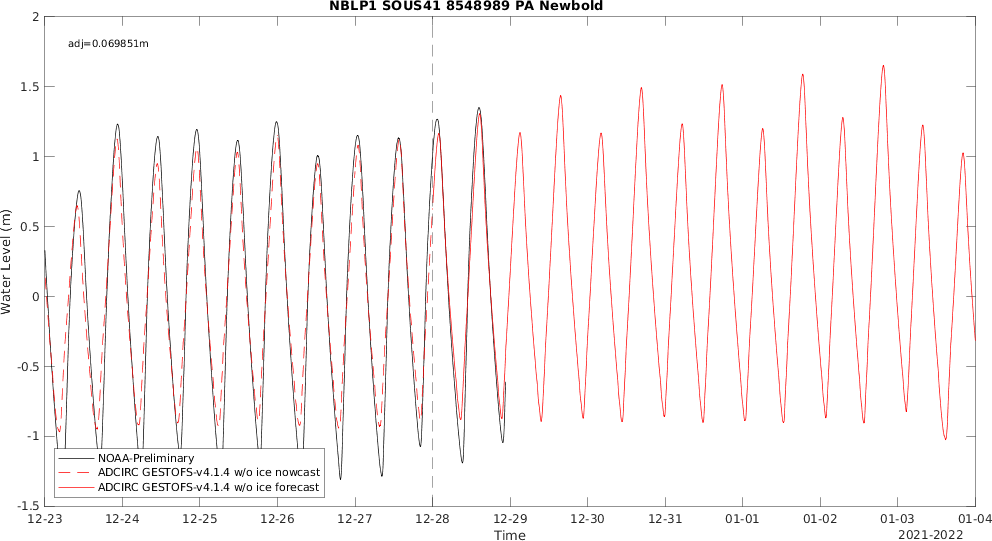 NBLP1 SOUS41 8548989 PA Newbold
adj=0.069851m
2
1.5
1
0.5
0
-0.5
-1
-1.5
Water Level (m)
NOAA-Preliminary
ADCIRC GESTOFS-v4.1.4 w/o ice nowcast
ADCIRC GESTOFS-v4.1.4 w/o ice forecast
12-23 12-24 12-25 12-26 12-27 12-28 12-29 12-30 12-31 01-01 01-02 01-03 01-04
Time
2021-2022